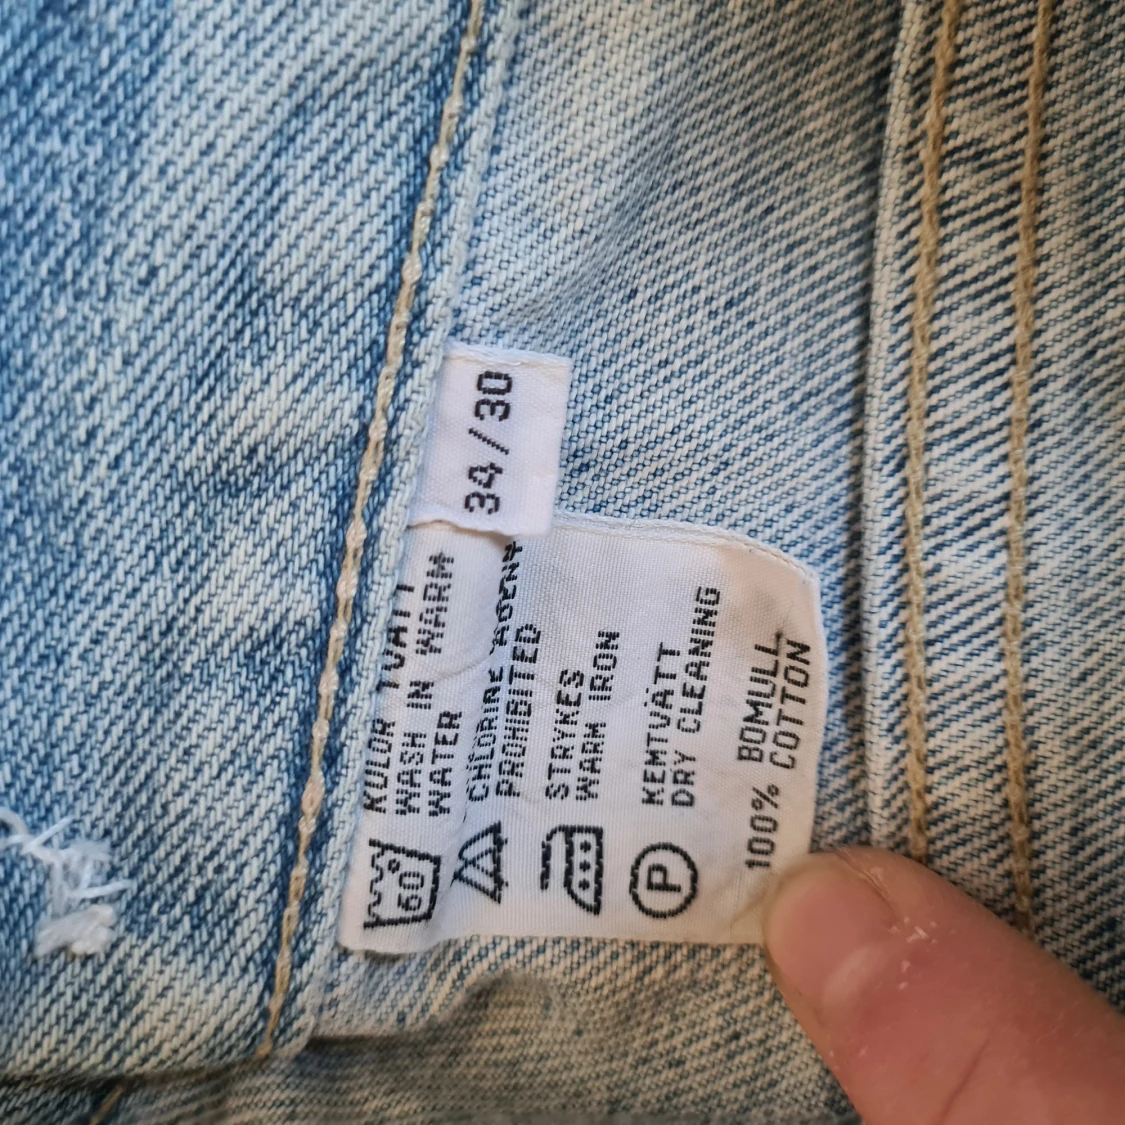 34/30
KULÖR TVÄTT
WASH IN WARM
WATER
60°
CHLORINE AGENT
PROHIBITED
STRYKES
WARM IRON
KEMTVÄTT
DRY CLEANING
P
100% BOMULL
COTTON